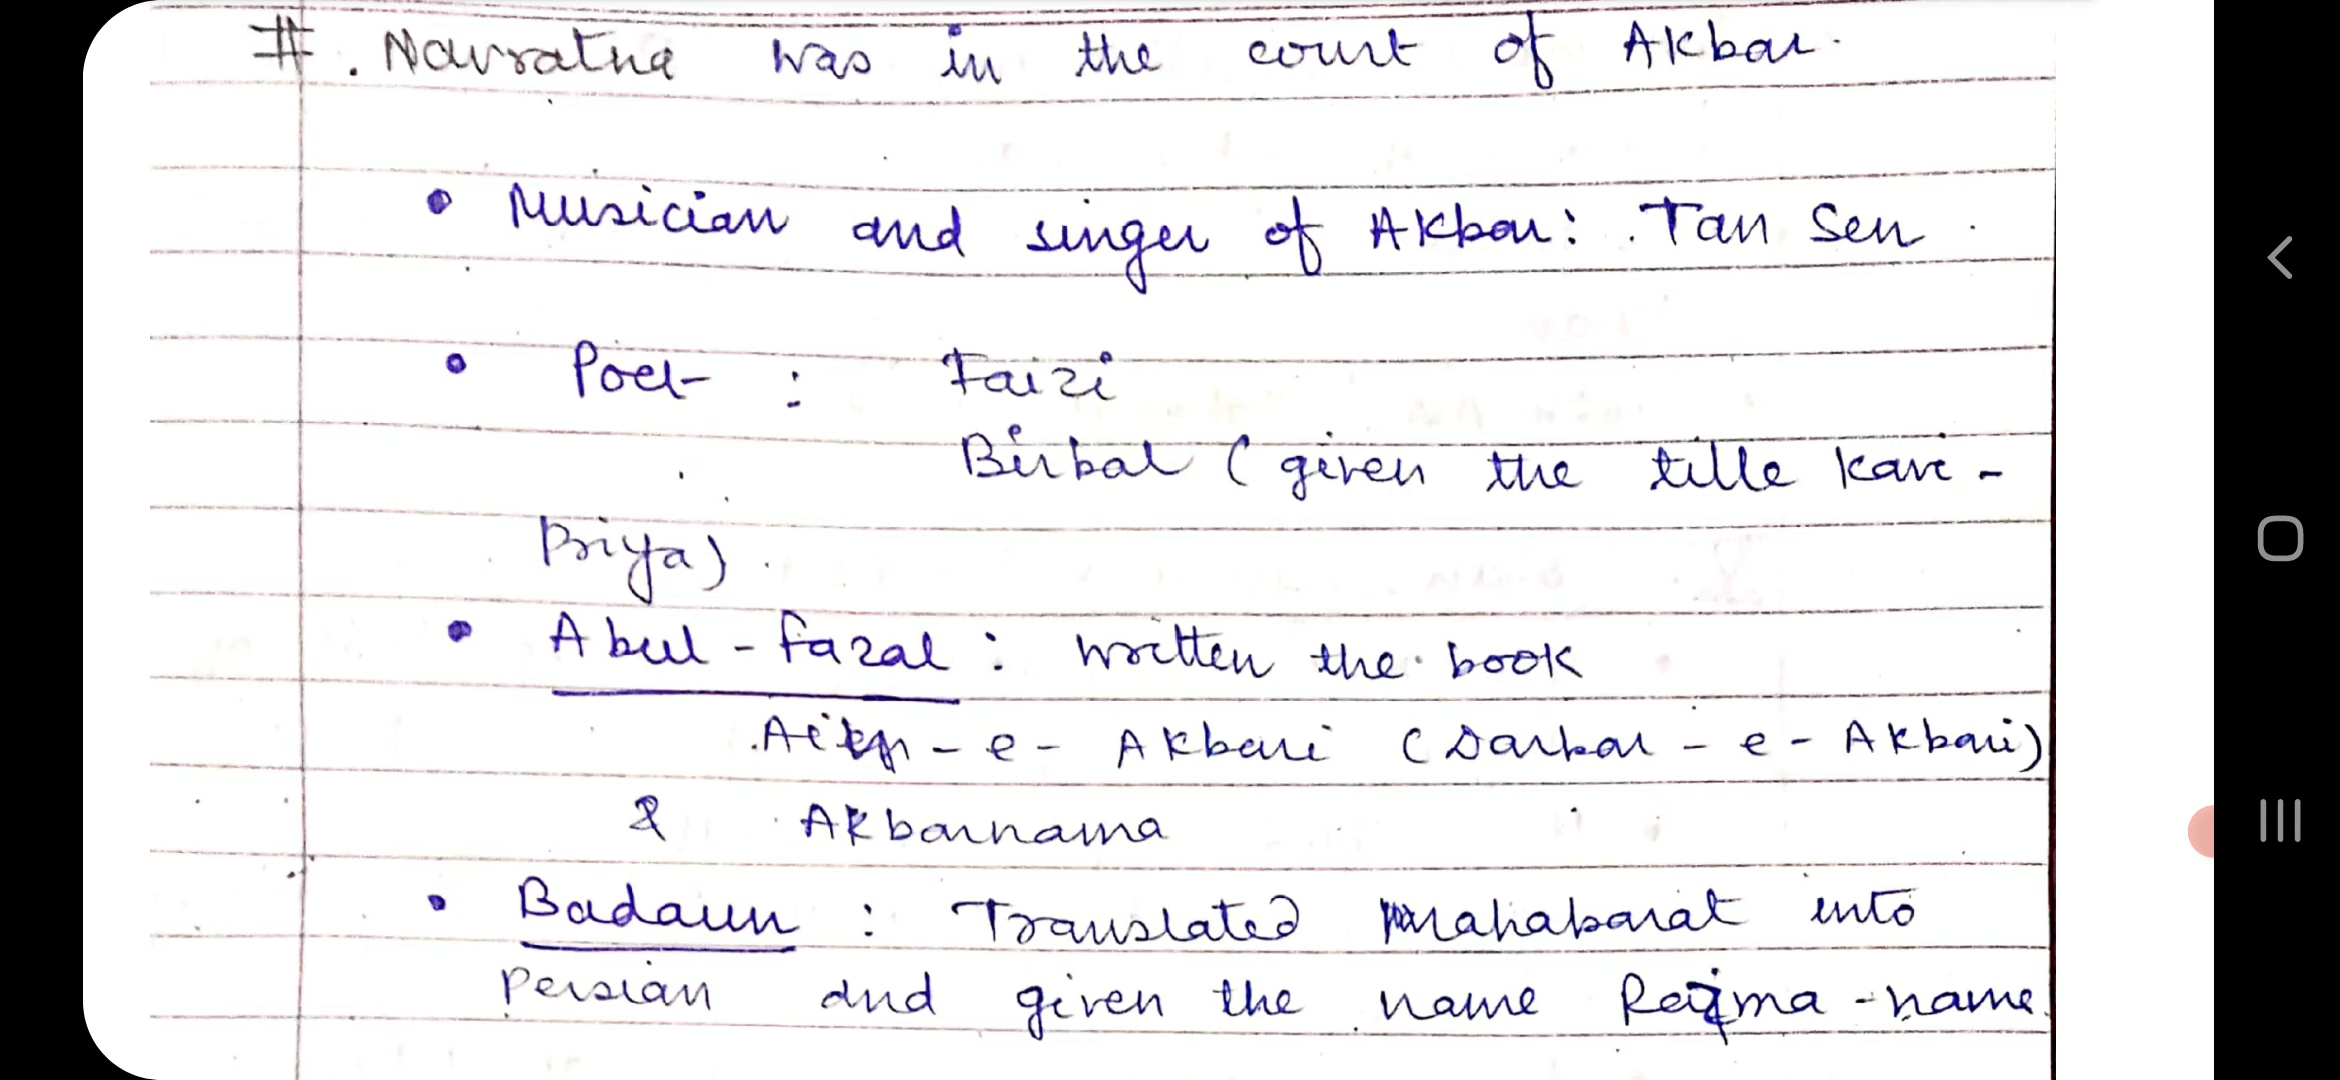 #. Navratna was in the court of Akbar.
• Musician and singer of Akbar: Tan Sen.
• Poet : Faizi
Birbal (given the title Kavi -
Priya).
• Abul - Fazal : written the book
Ain - e - Akbari (Darbar - e - Akbari)
& Akbarnama
• Badaun : Translated Mahabarat into
Persian and given the name Razma - name.